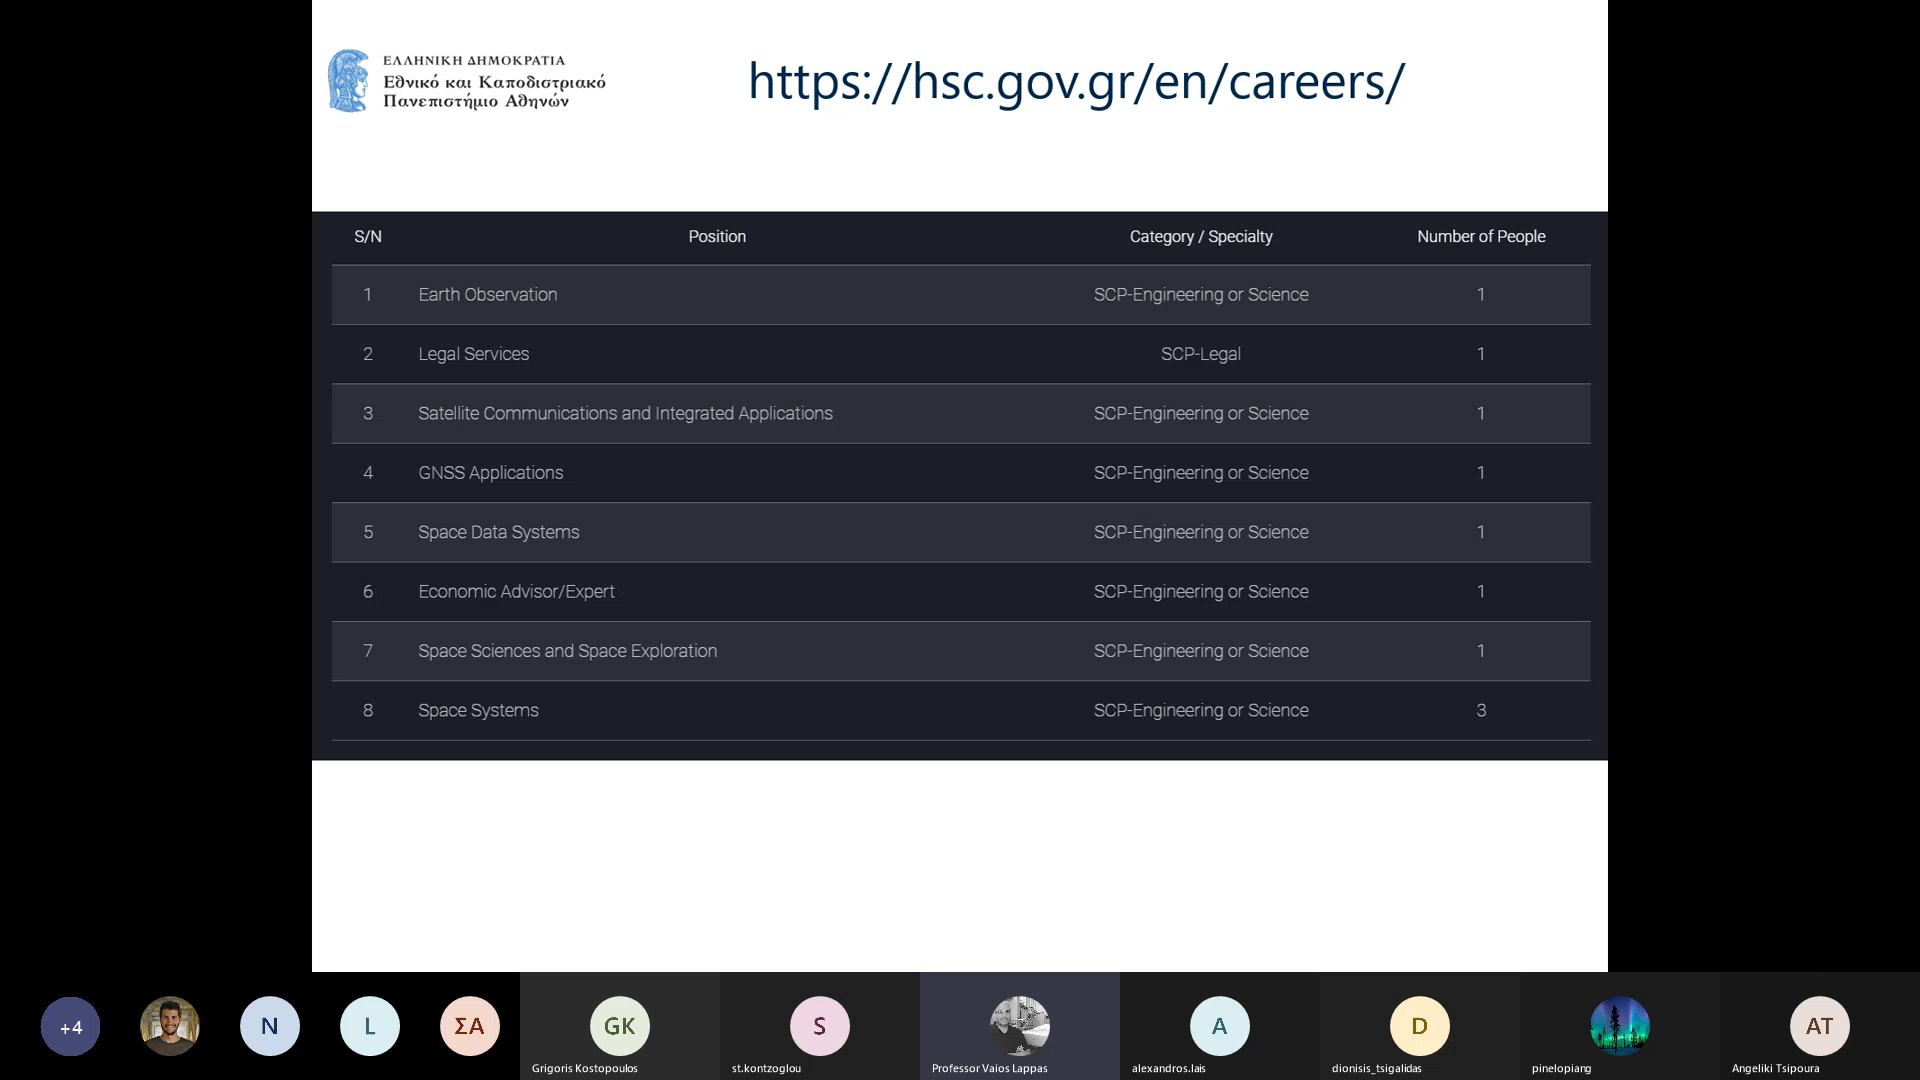 ΕΛΛΗΝΙΚΗ ΔΗΜΟΚΡΑΤΙΑ
Εθνικό και Καποδιστριακό
Πανεπιστήμιο Αθηνών
https://hsc.gov.gr/en/careers/
S/N Position Category / Specialty Number of People
1 Earth Observation SCP-Engineering or Science 1
2 Legal Services SCP-Legal 1
3 Satellite Communications and Integrated Applications SCP-Engineering or Science 1
4 GNSS Applications SCP-Engineering or Science 1
5 Space Data Systems SCP-Engineering or Science 1
6 Economic Advisor/Expert SCP-Engineering or Science 1
7 Space Sciences and Space Exploration SCP-Engineering or Science 1
8 Space Systems SCP-Engineering or Science 3
+4 N L ΣΑ GK S A D AT
Grigoris Kostopoulos st.kontzoglou Professor Vaios Lappas alexandros.lais dionisis_tsigalidas pinelopiang Angeliki Tsipoura